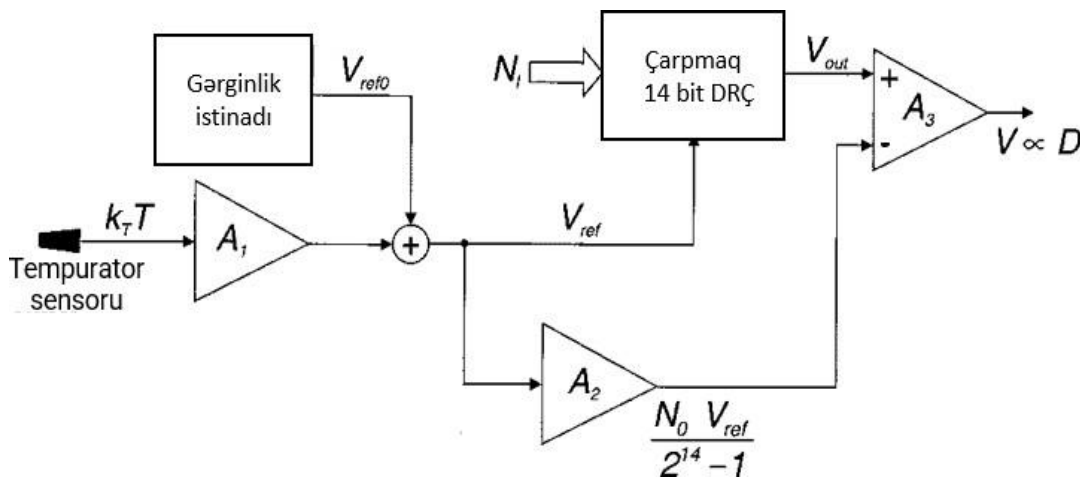 Gərginlik
istinadı
V_ref0
N_I
Çarpmaq
14 bit DRÇ
V_out
+
-
A_3
V ∝ D
k_T T
A_1
+
V_ref
Tempurator
sensoru
A_2
N_0 V_ref
2^14 - 1